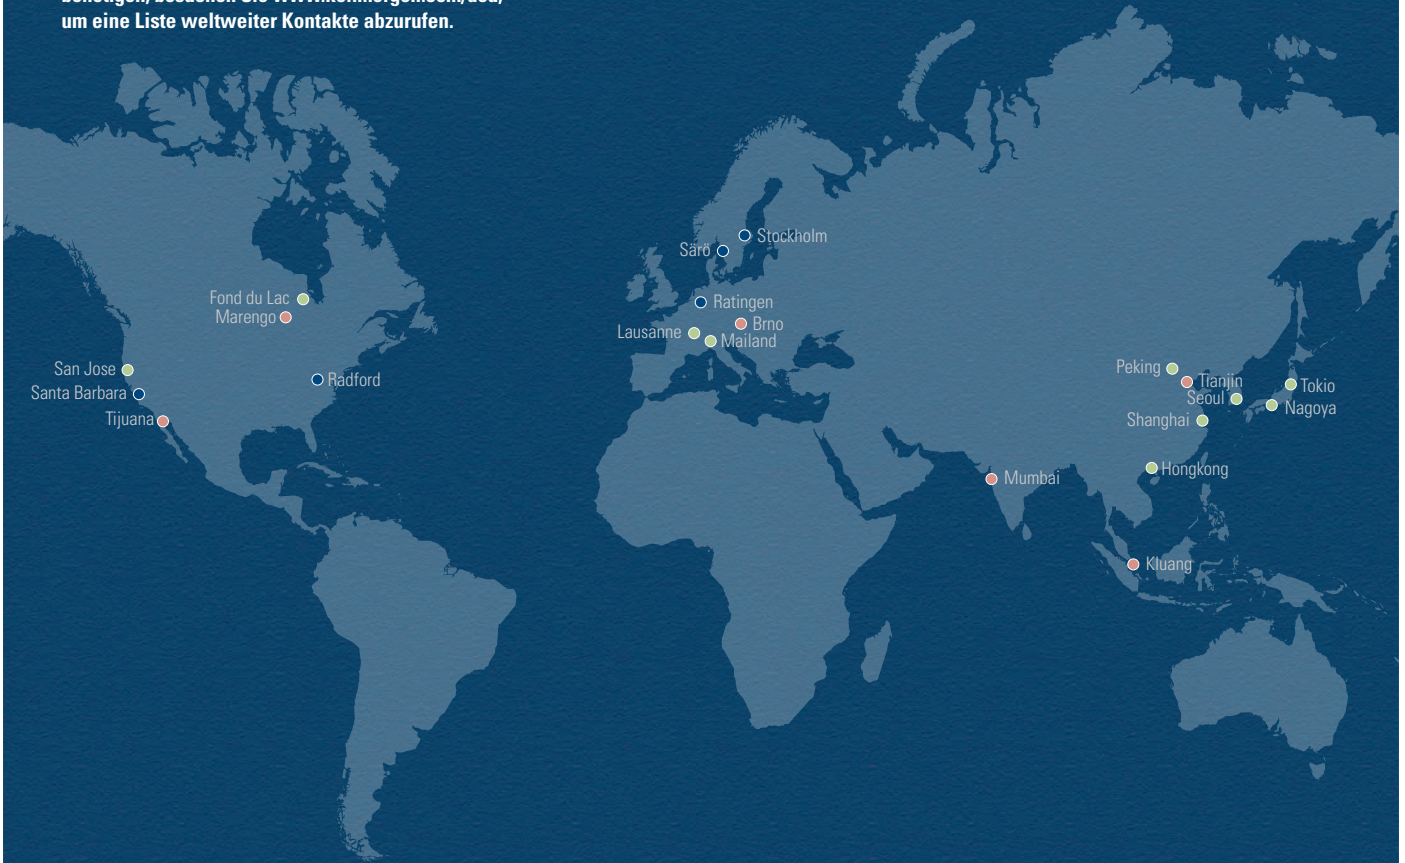 um eine Liste weltweiter Kontakte abzurufen.
Stockholm
Särö
Fond du Lac
Ratingen
Marengo
Brno
Lausanne
Mailand
San Jose
Peking
Radford
Tianjin
Tokio
Santa Barbara
Seoul
Nagoya
Tijuana
Shanghai
Hongkong
Mumbai
Kluang